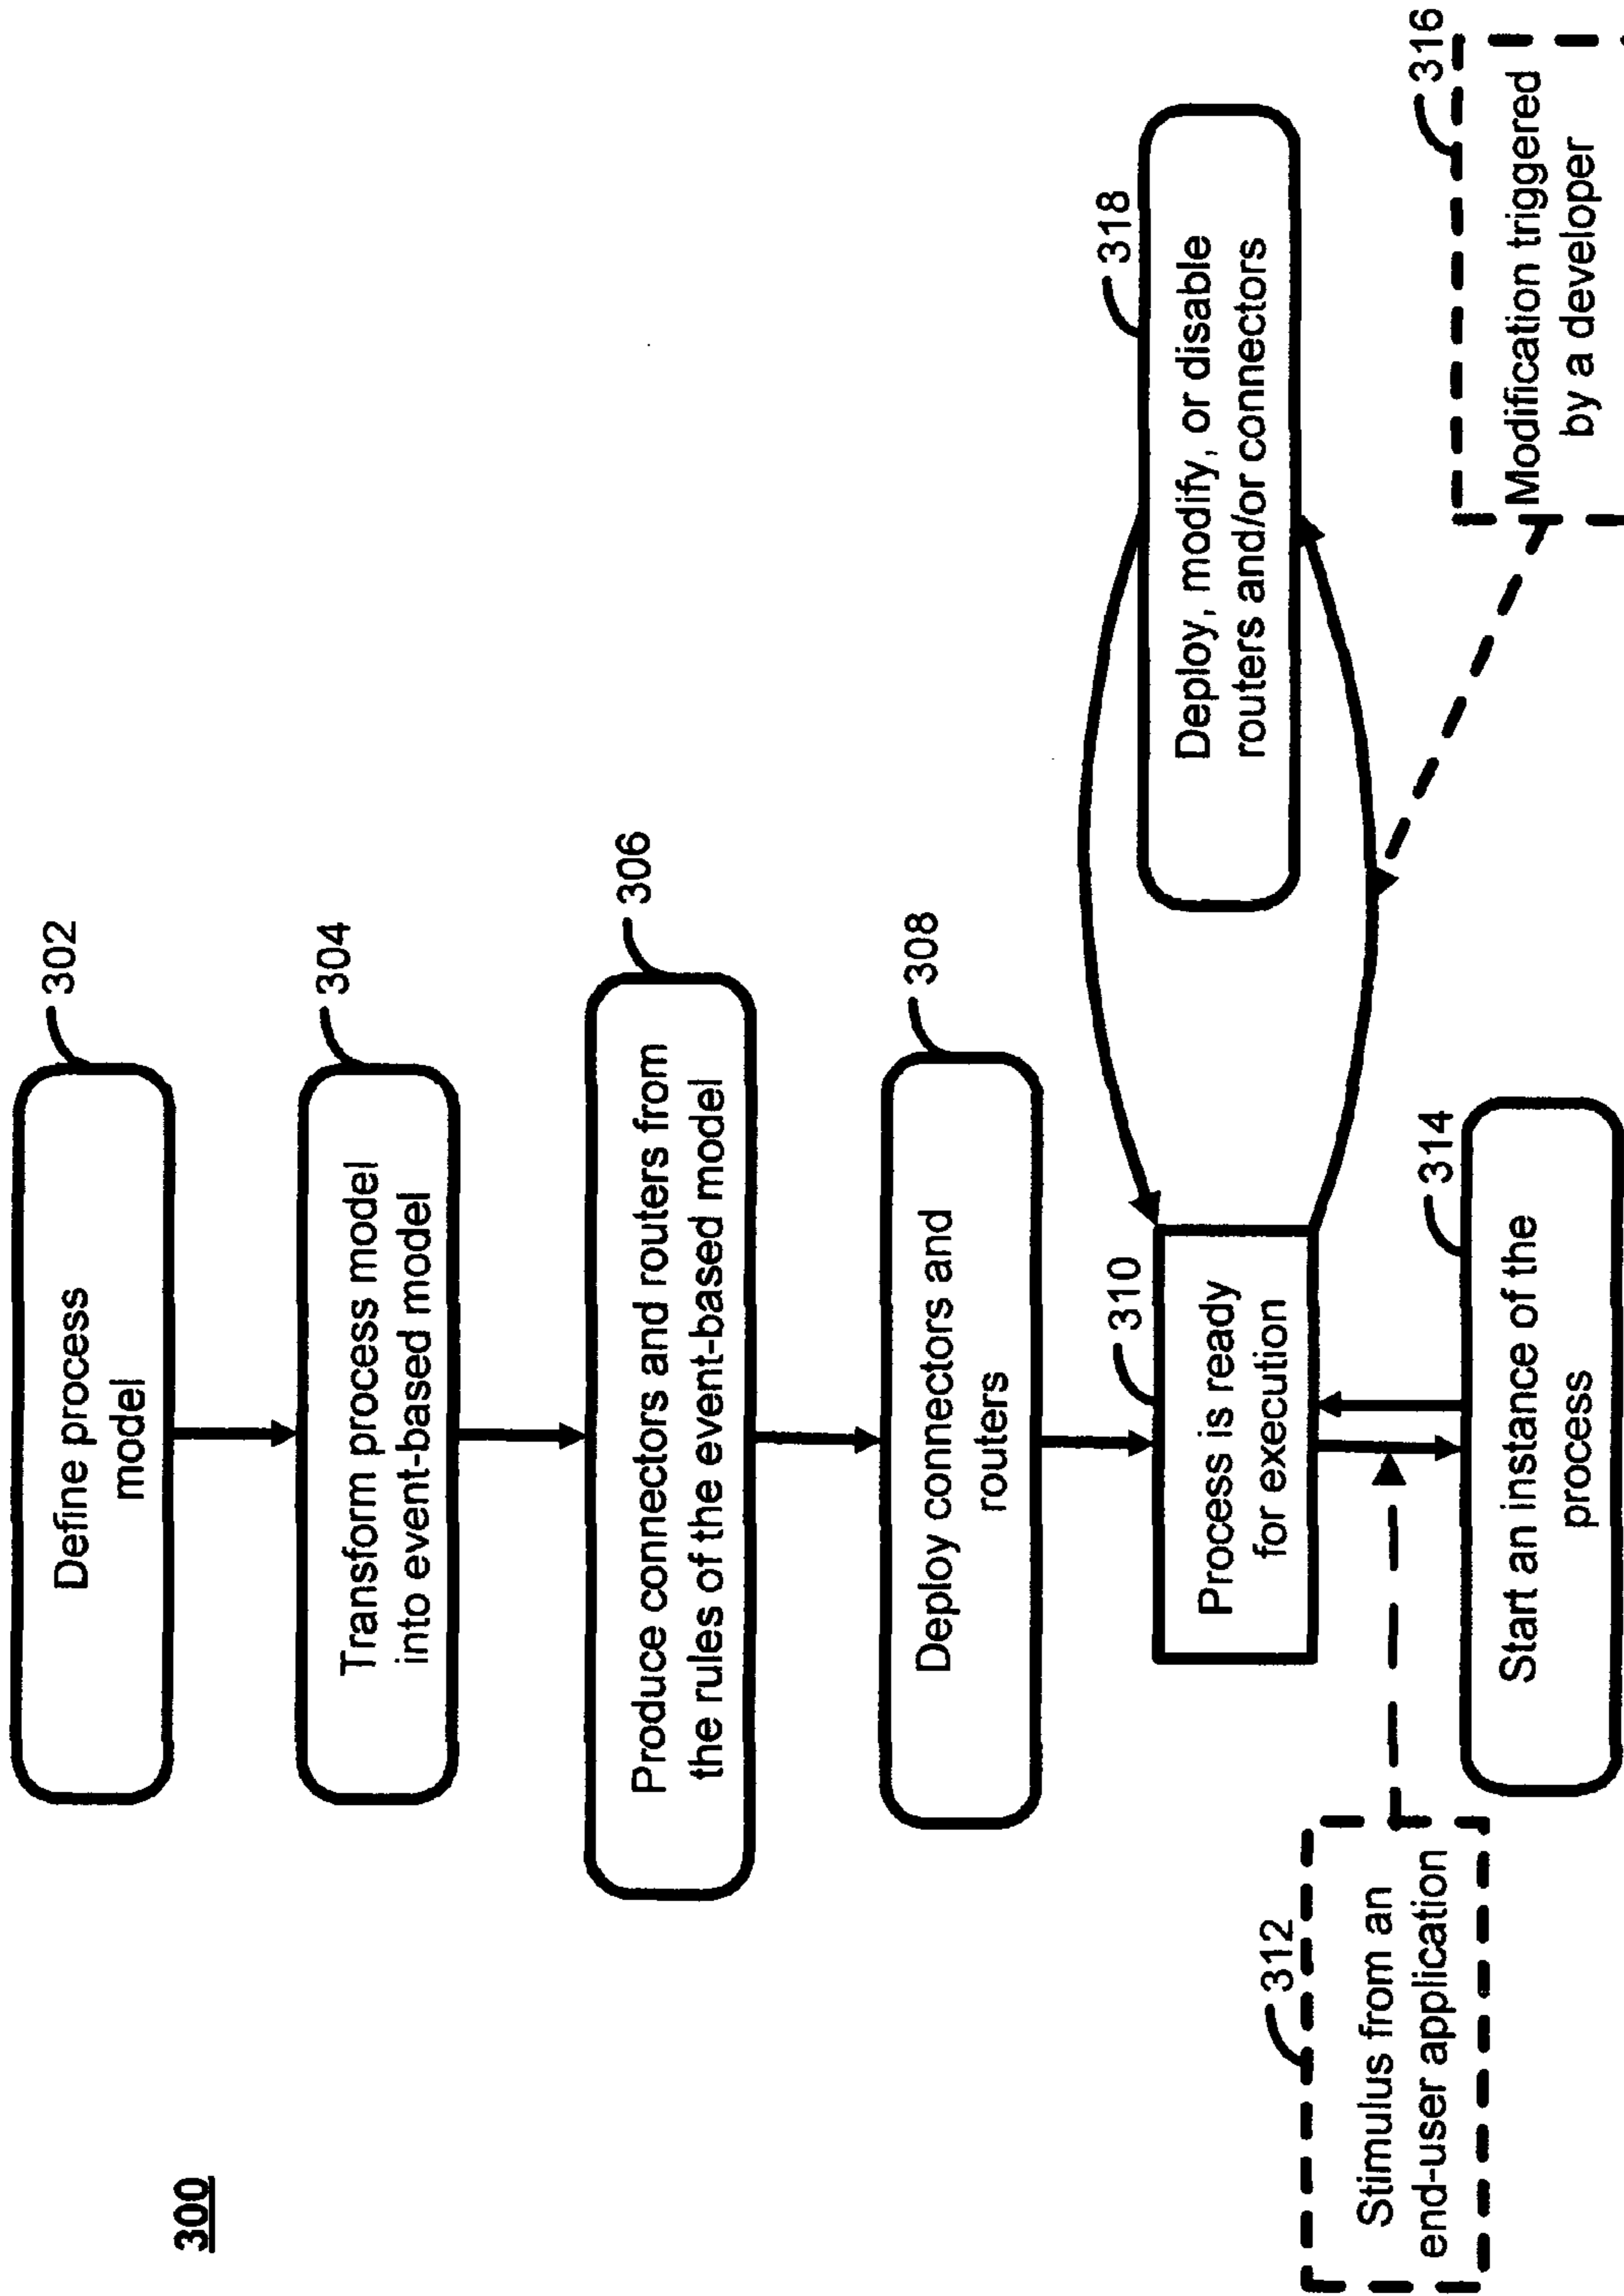 300
302
Define process
model
304
Transform process model
into event-based model
306
Produce connectors and routers from
the rules of the event-based model
308
Deploy connectors and
routers
310
Process is ready
for execution
318
Deploy, modify, or disable
routers and/or connectors
312
Stimulus from an
end-user application
314
Start an instance of the
process
316
Modification triggered
by a developer